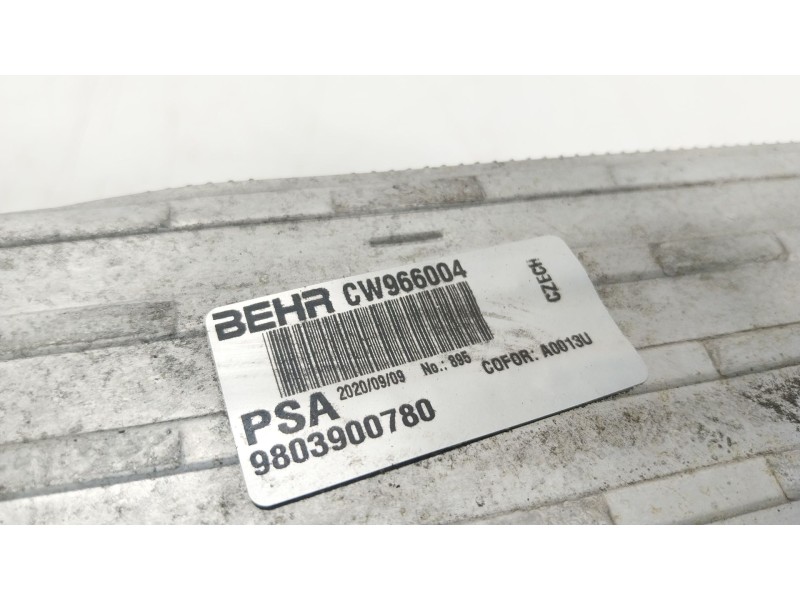 BEHR CW966004
CZECH
2020/09/09 No.: 895 COFOR: A0013U
PSA
9803900780